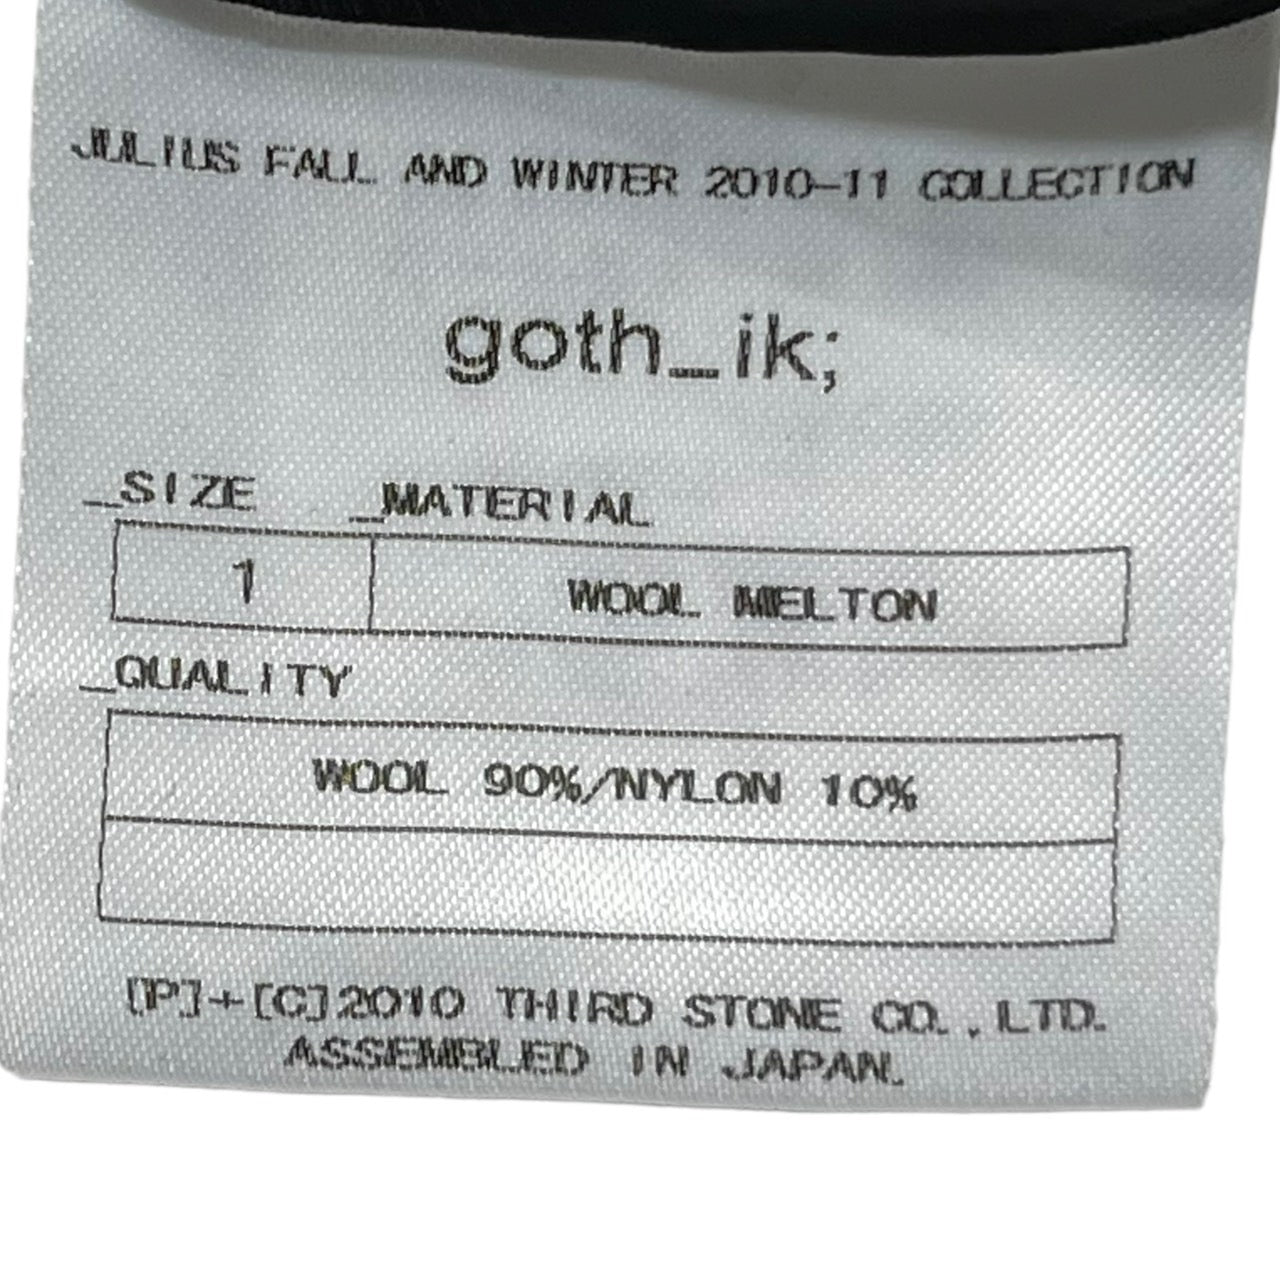 JULIUS FALL AND WINTER 2010-11 COLLECTION
goth_ik;
_SIZE _MATERIAL
1 WOOL MELTON
_QUALITY
WOOL 90%/NYLON 10%
[P]+[C]2010 THIRD STONE CO.,LTD.
ASSEMBLED IN JAPAN.